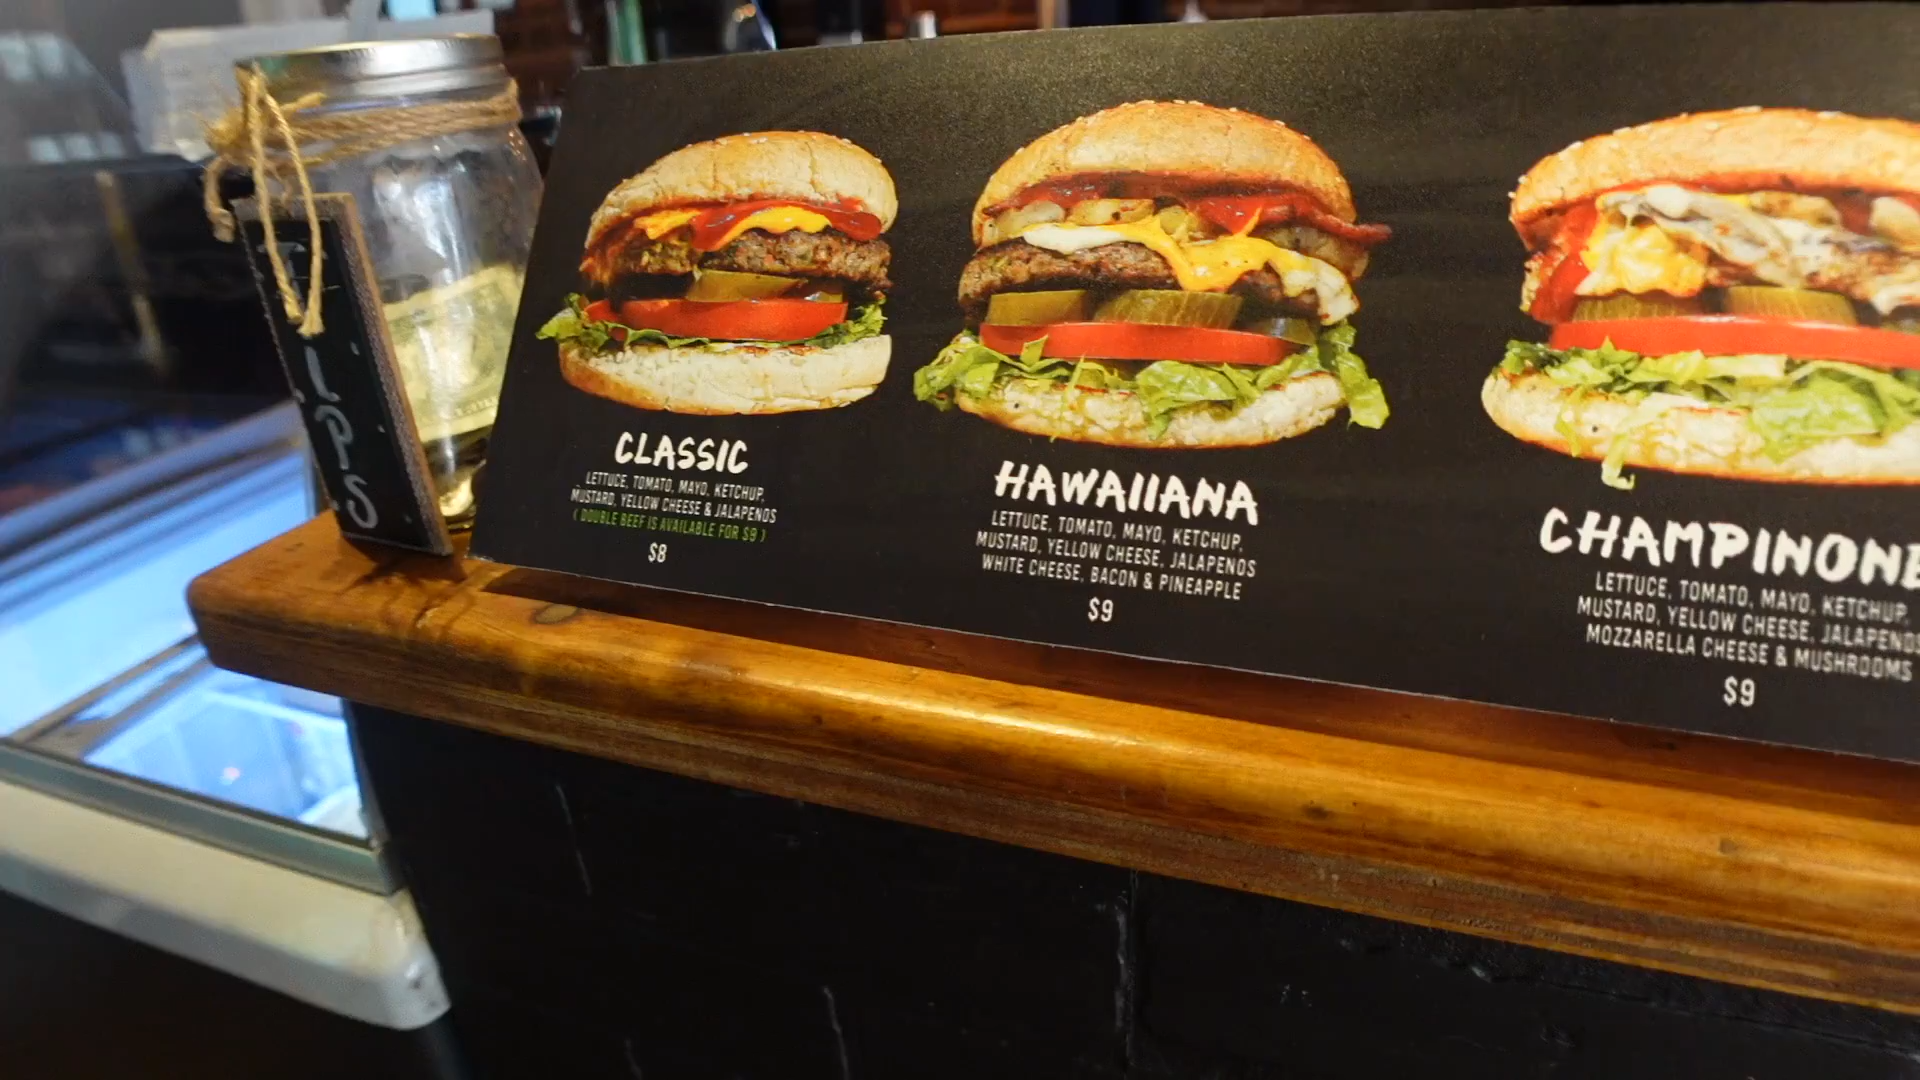 TIPS
CLASSIC
LETTUCE, TOMATO, MAYO, KETCHUP,
MUSTARD, YELLOW CHEESE & JALAPENOS
( DOUBLE BEEF IS AVAILABLE FOR $9 )
$8
HAWAIIANA
LETTUCE, TOMATO, MAYO, KETCHUP,
MUSTARD, YELLOW CHEESE, JALAPENOS
WHITE CHEESE, BACON & PINEAPPLE
$9
CHAMPINONE
LETTUCE, TOMATO, MAYO, KETCHUP,
MUSTARD, YELLOW CHEESE, JALAPENOS
MOZZARELLA CHEESE & MUSHROOMS
$9